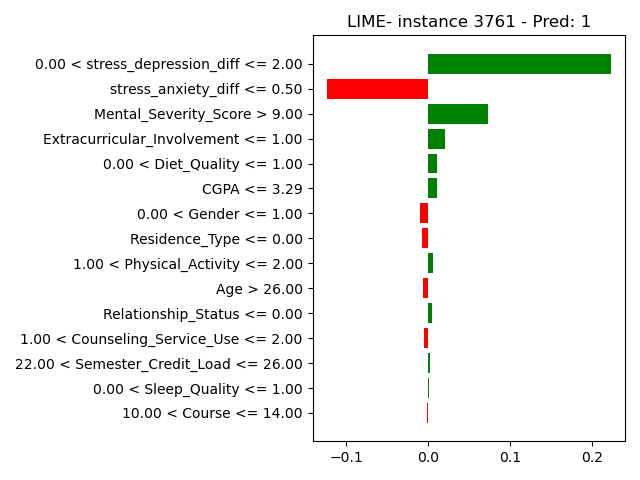 LIME- instance 3761 - Pred: 1
0.00 < stress_depression_diff <= 2.00
stress_anxiety_diff <= 0.50
Mental_Severity_Score > 9.00
Extracurricular_Involvement <= 1.00
0.00 < Diet_Quality <= 1.00
CGPA <= 3.29
0.00 < Gender <= 1.00
Residence_Type <= 0.00
1.00 < Physical_Activity <= 2.00
Age > 26.00
Relationship_Status <= 0.00
1.00 < Counseling_Service_Use <= 2.00
22.00 < Semester_Credit_Load <= 26.00
0.00 < Sleep_Quality <= 1.00
10.00 < Course <= 14.00
−0.1 0.0 0.1 0.2